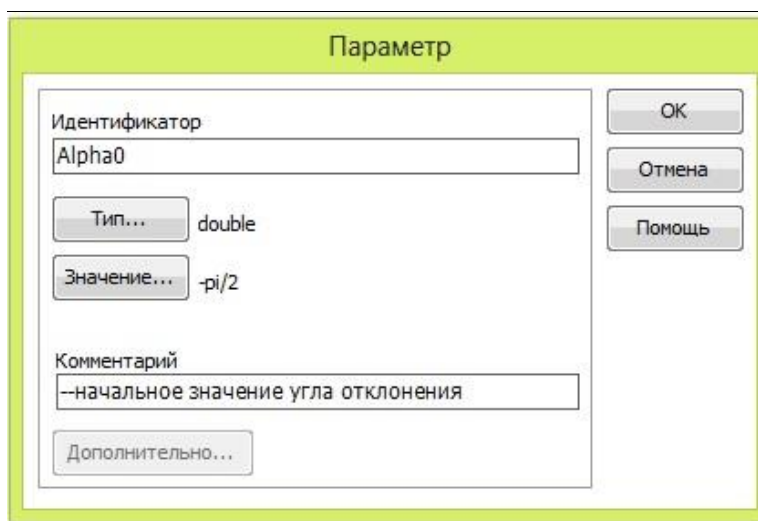 Параметр
Идентификатор
Alpha0
Тип... double
Значение... -pi/2
Комментарий
--начальное значение угла отклонения
Дополнительно...
OK
Отмена
Помощь